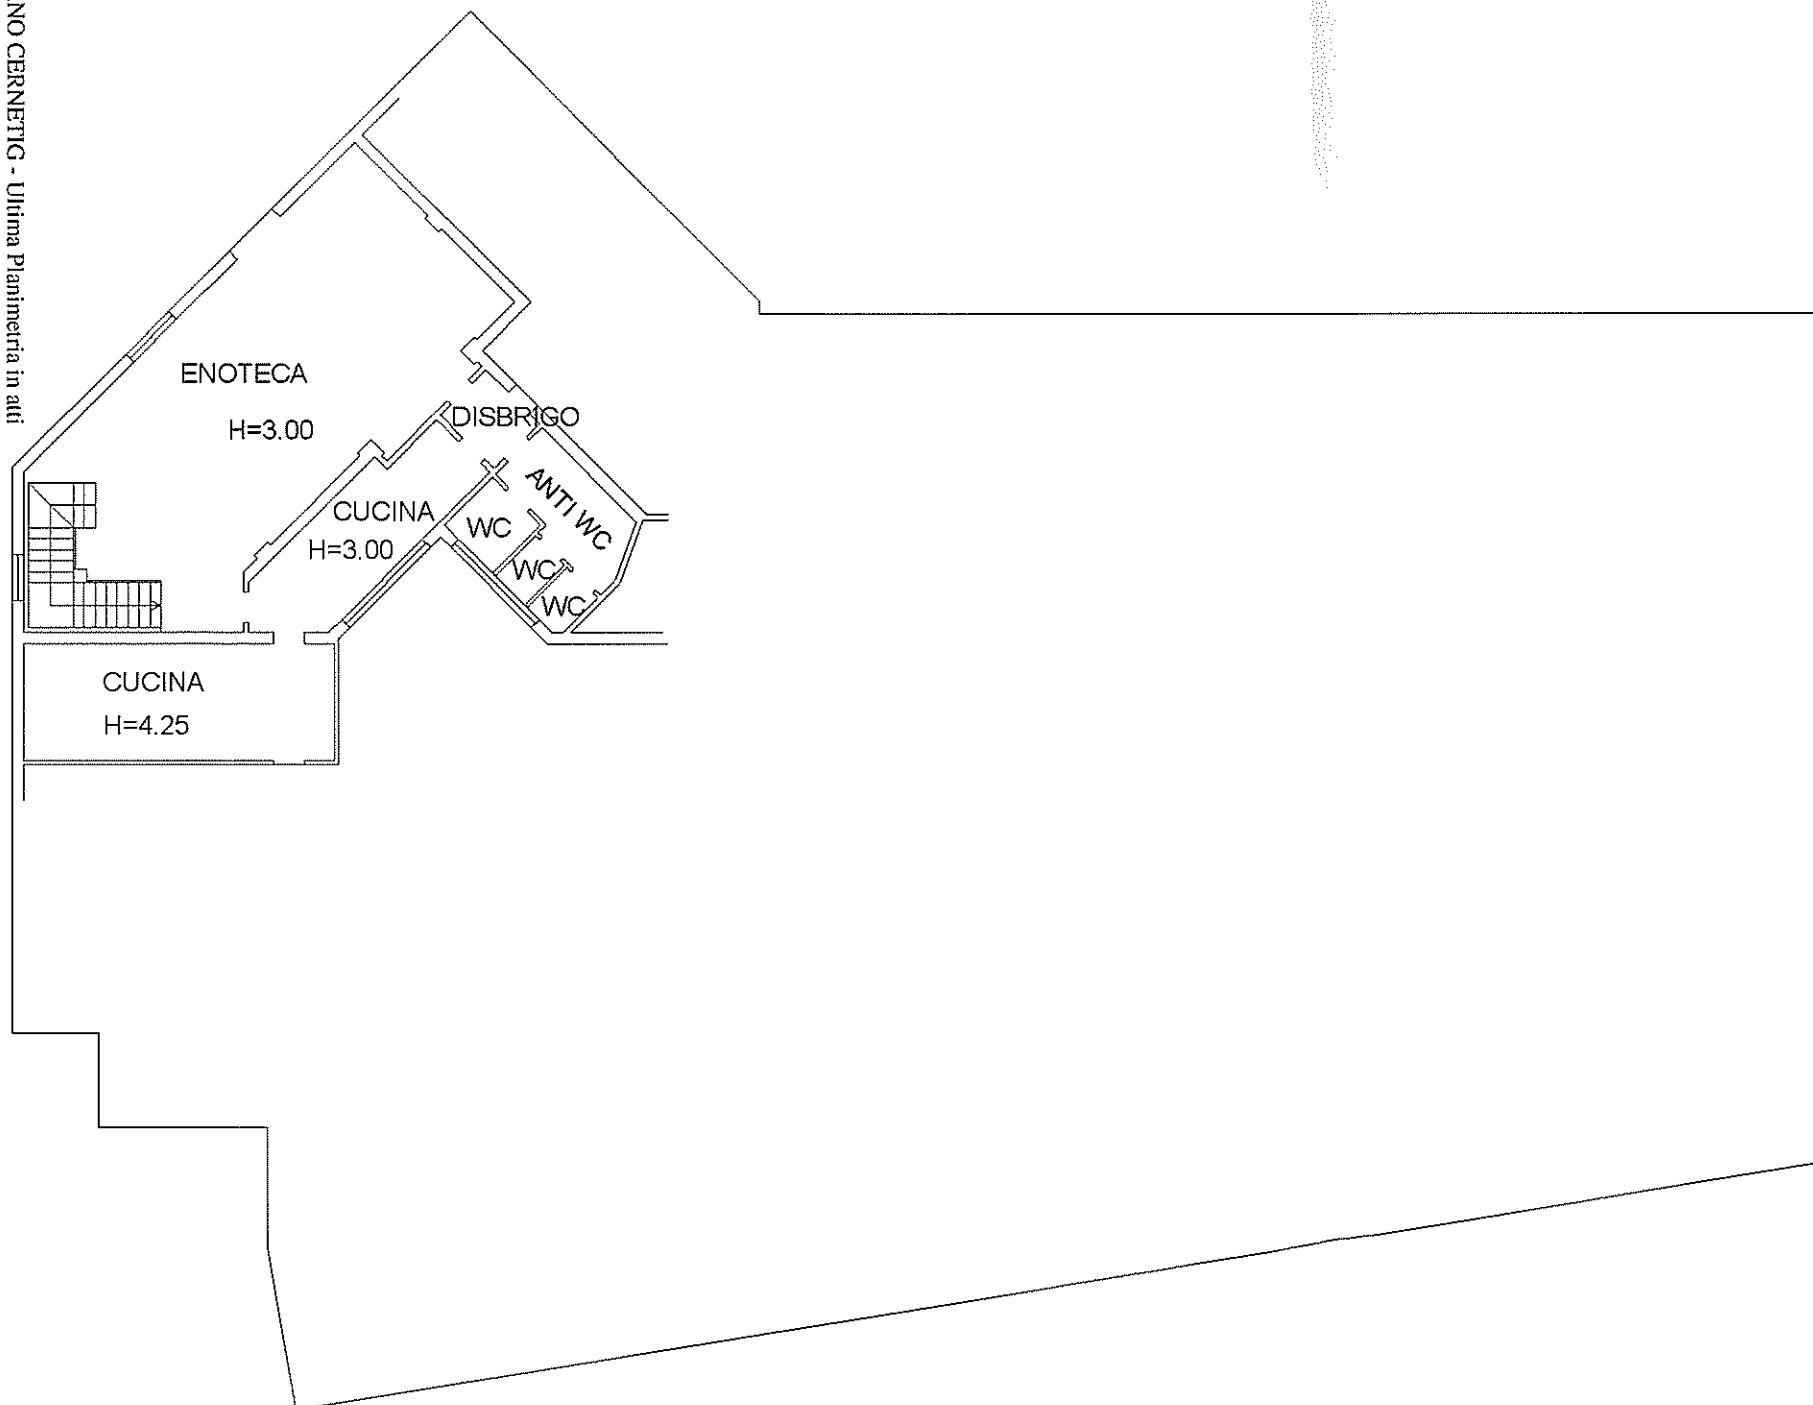 NO CERNETIG - Ultima Planimetria in atti
ENOTECA
H=3.00
DISBRIGO
ANTI WC
CUCINA
H=3.00
WC
WC
WC
CUCINA
H=4.25